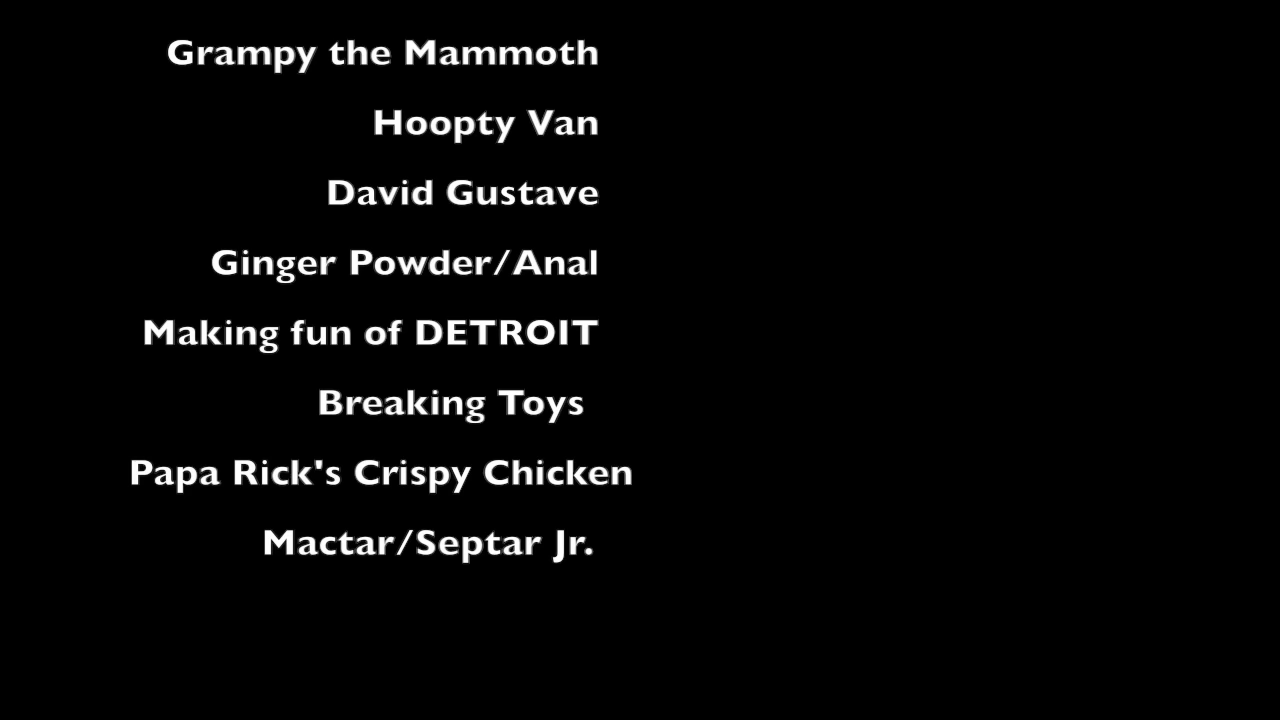 Grampy the Mammoth
Hoopty Van
David Gustave
Ginger Powder/Anal
Making fun of DETROIT
Breaking Toys
Papa Rick's Crispy Chicken
Mactar/Septar Jr.